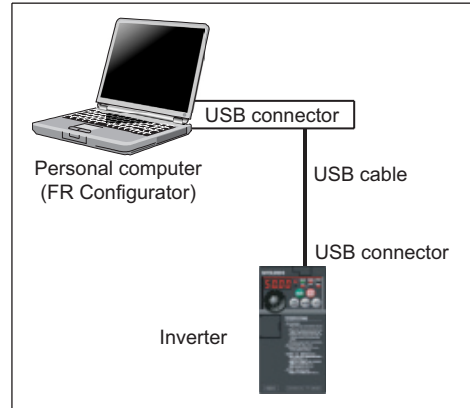 USB connector
Personal computer
(FR Configurator)
USB cable
USB connector
Inverter